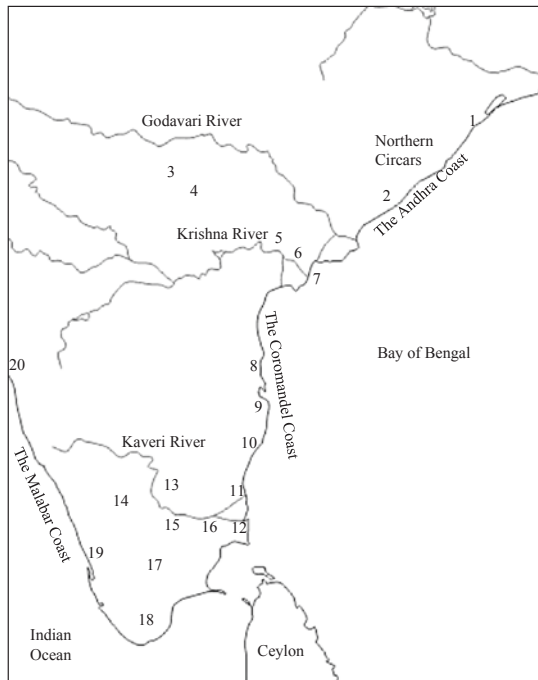 1
Godavari River
Northern
Circars
3
4
2
The Andhra Coast
Krishna River
5
6
7
The Coromandel Coast
Bay of Bengal
8
20
9
Kaveri River
10
The Malabar Coast
13
11
14
15
16
12
19
17
18
Indian
Ocean
Ceylon